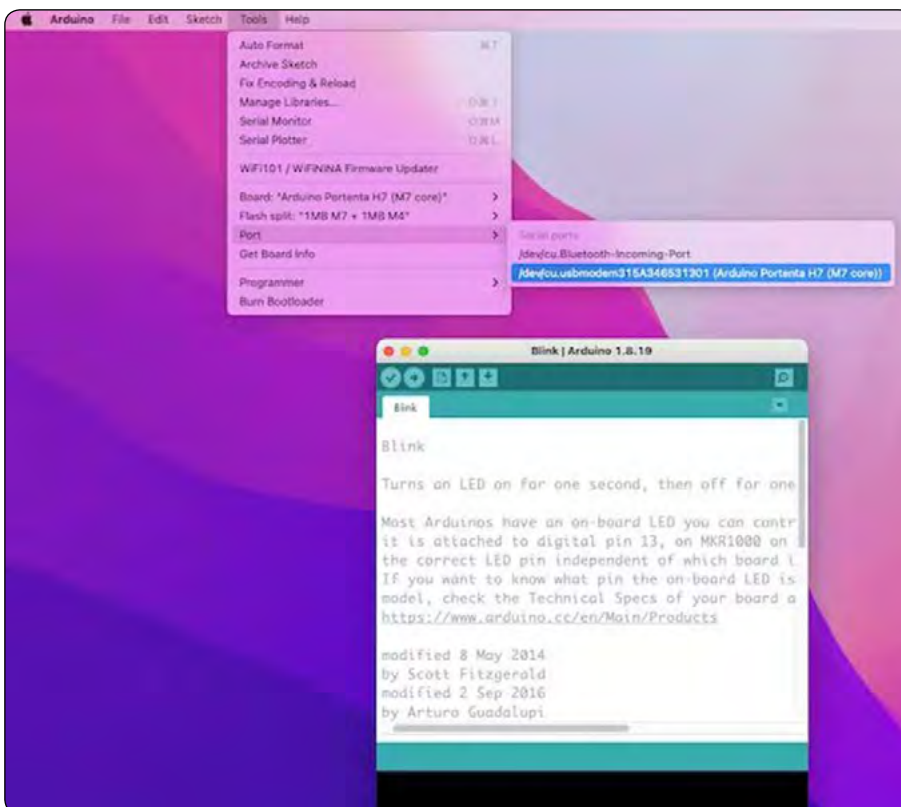 Arduino File Edit Sketch Tools Help
Auto Format ⌘T
Archive Sketch
Fix Encoding & Reload
Manage Libraries...
Serial Monitor
Serial Plotter
WiFi101 / WiFiNINA Firmware Updater
Board: "Arduino Portenta H7 (M7 core)"
Flash split: "1MB M7 + 1MB M4"
Port
Get Board Info
Programmer
Burn Bootloader
Serial ports
/dev/cu.Bluetooth-Incoming-Port
/dev/cu.usbmodem315A346531301 (Arduino Portenta H7 (M7 core))
Blink | Arduino 1.8.19
Blink
Blink
Turns an LED on for one second, then off for one
Most Arduinos have an on-board LED you can contr
it is attached to digital pin 13, on MKR1000 on
the correct LED pin independent of which board i
If you want to know what pin the on-board LED is
model, check the Technical Specs of your board a
https://www.arduino.cc/en/Main/Products
modified 8 May 2014
by Scott Fitzgerald
modified 2 Sep 2016
by Arturo Guadalupi